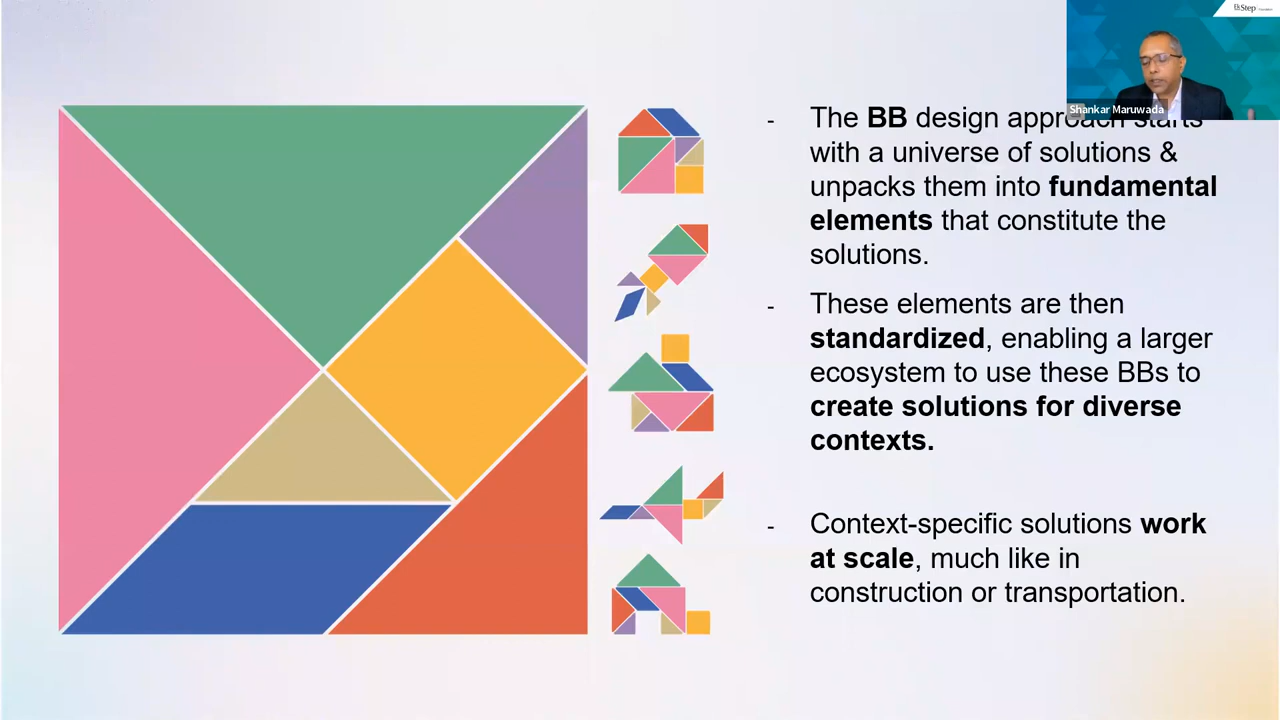 Step
Shankar Maruwada
- The BB design approach starts
with a universe of solutions &
unpacks them into fundamental
elements that constitute the
solutions.
- These elements are then
standardized, enabling a larger
ecosystem to use these BBs to
create solutions for diverse
contexts.
- Context-specific solutions work
at scale, much like in
construction or transportation.